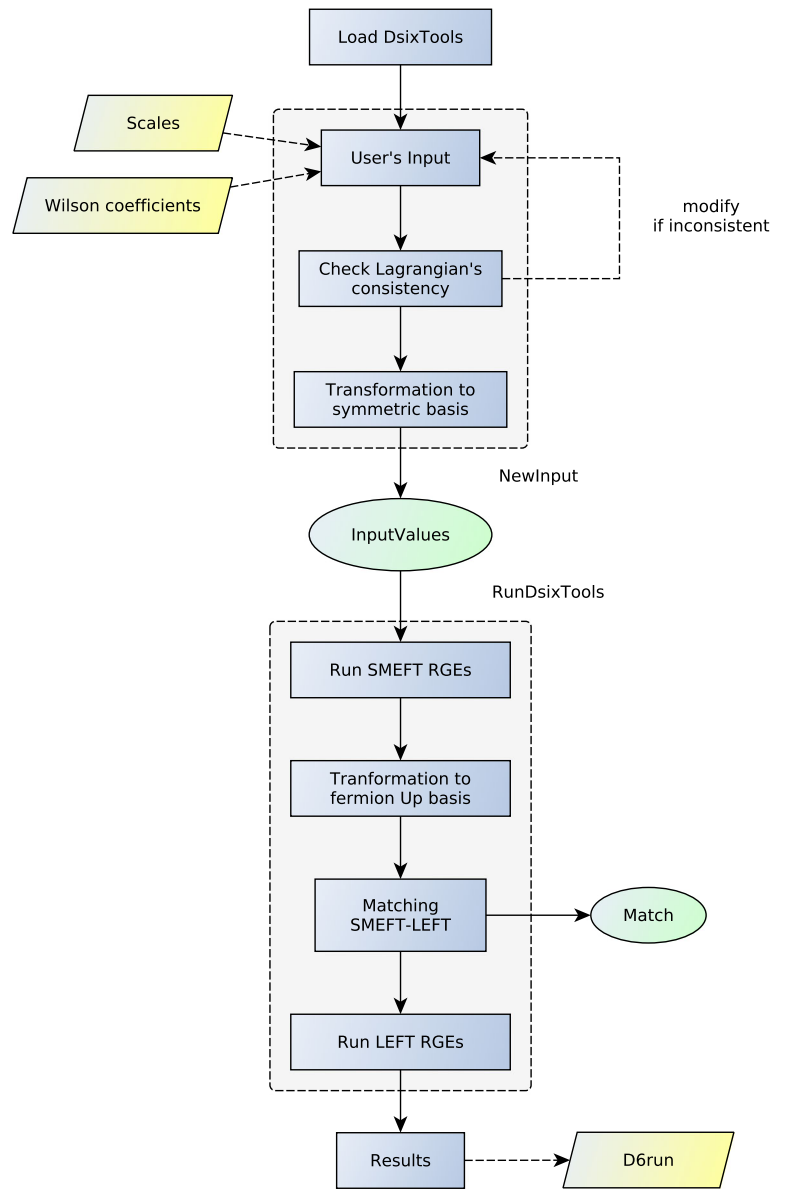 Load DsixTools
Scales
User's Input
Wilson coefficients
modify
if inconsistent
Check Lagrangian's
consistency
Transformation to
symmetric basis
NewInput
InputValues
RunDsixTools
Run SMEFT RGEs
Tranformation to
fermion Up basis
Matching
SMEFT-LEFT
Match
Run LEFT RGEs
Results
D6run